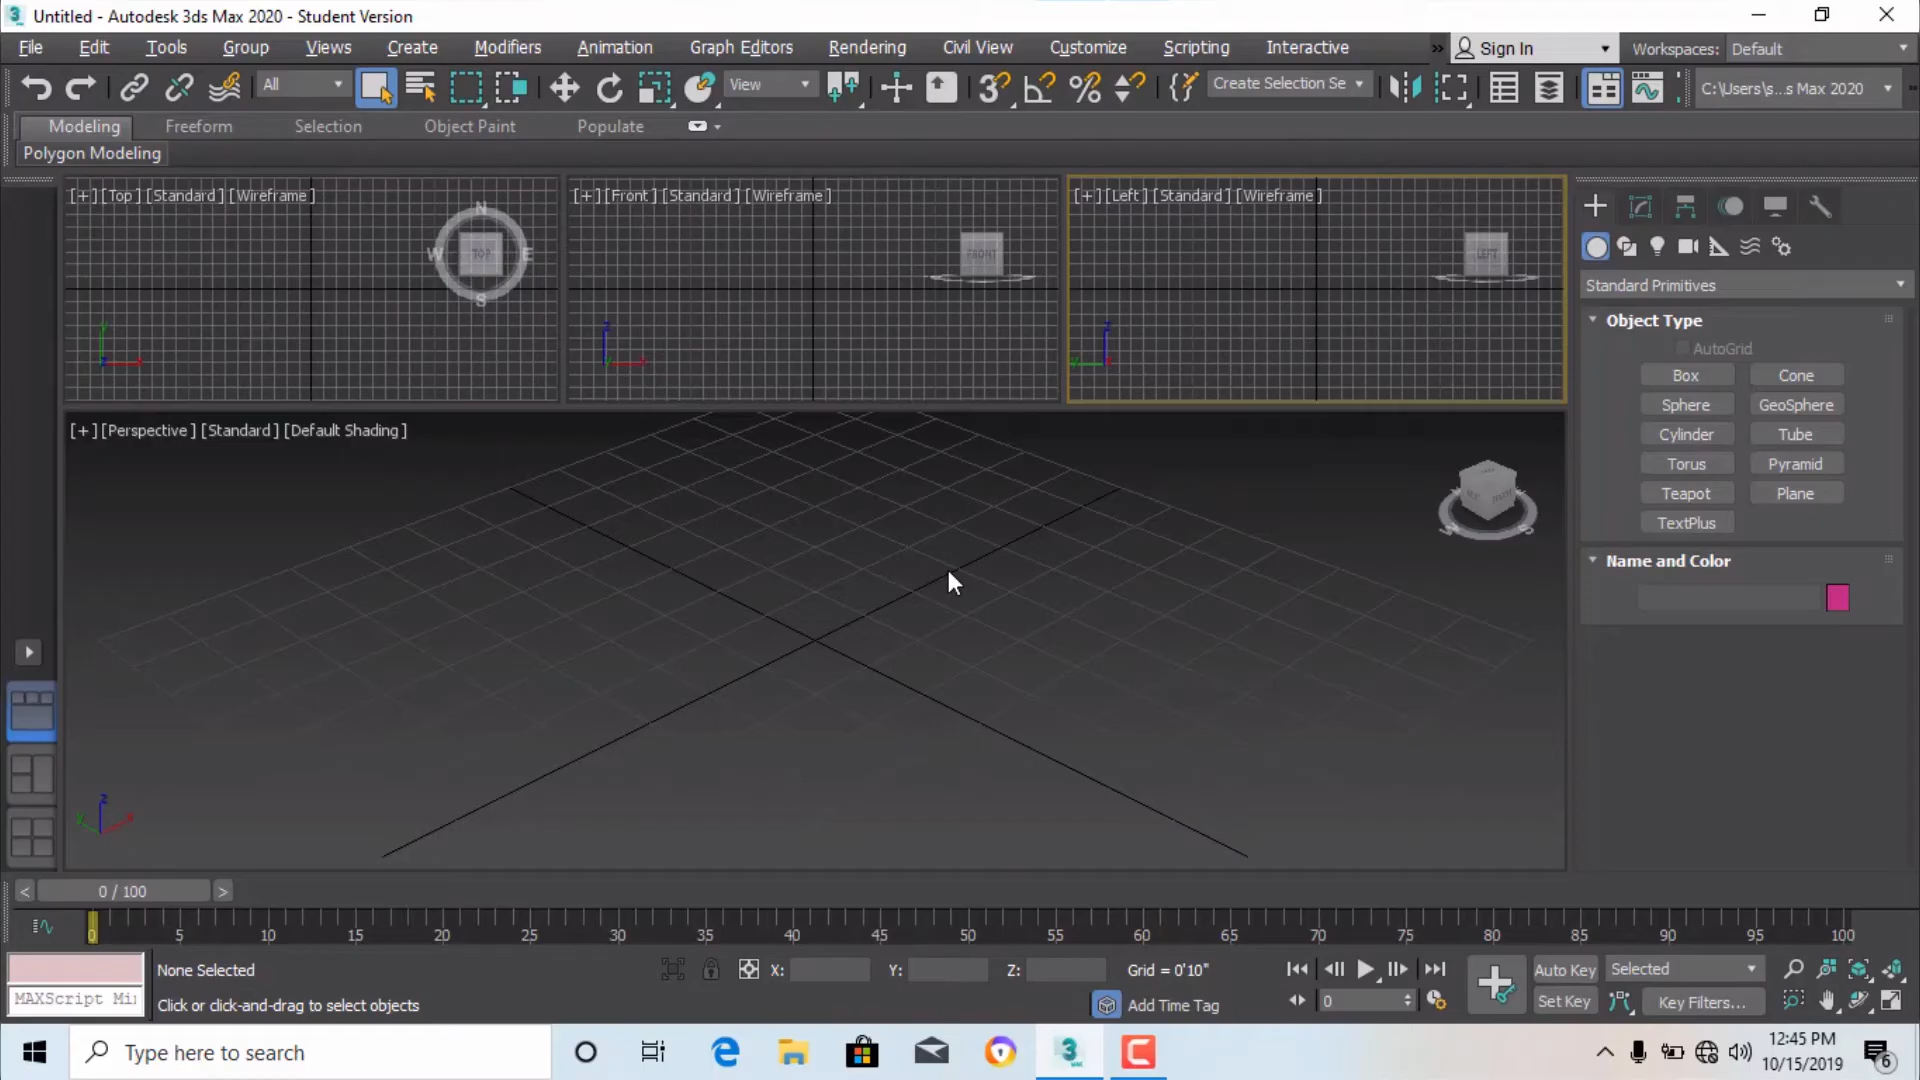 Untitled - Autodesk 3ds Max 2020 - Student Version
File Edit Tools Group Views Create Modifiers Animation Graph Editors Rendering Civil View Customize Scripting Interactive » Sign In Workspaces: Default
All View Create Selection Se C:\Users\s...s Max 2020
Modeling Freeform Selection Object Paint Populate
Polygon Modeling
[+] [Top] [Standard] [Wireframe]
N
W TOP E
S
y
z x
[+] [Front] [Standard] [Wireframe]
FRONT
z
x
[+] [Left] [Standard] [Wireframe]
LEFT
z
y
[+] [Perspective] [Standard] [Default Shading]
W S
z
y x
Standard Primitives
Object Type
AutoGrid
Box Cone
Sphere GeoSphere
Cylinder Tube
Torus Pyramid
Teapot Plane
TextPlus
Name and Color
< 0 / 100 >
0 5 10 15 20 25 30 35 40 45 50 55 60 65 70 75 80 85 90 95 100
None Selected X: Y: Z: Grid = 0'10" Auto Key Selected
MAXScript Mi Click or click-and-drag to select objects Add Time Tag 0 Set Key Key Filters...
Type here to search
12:45 PM
10/15/2019
6